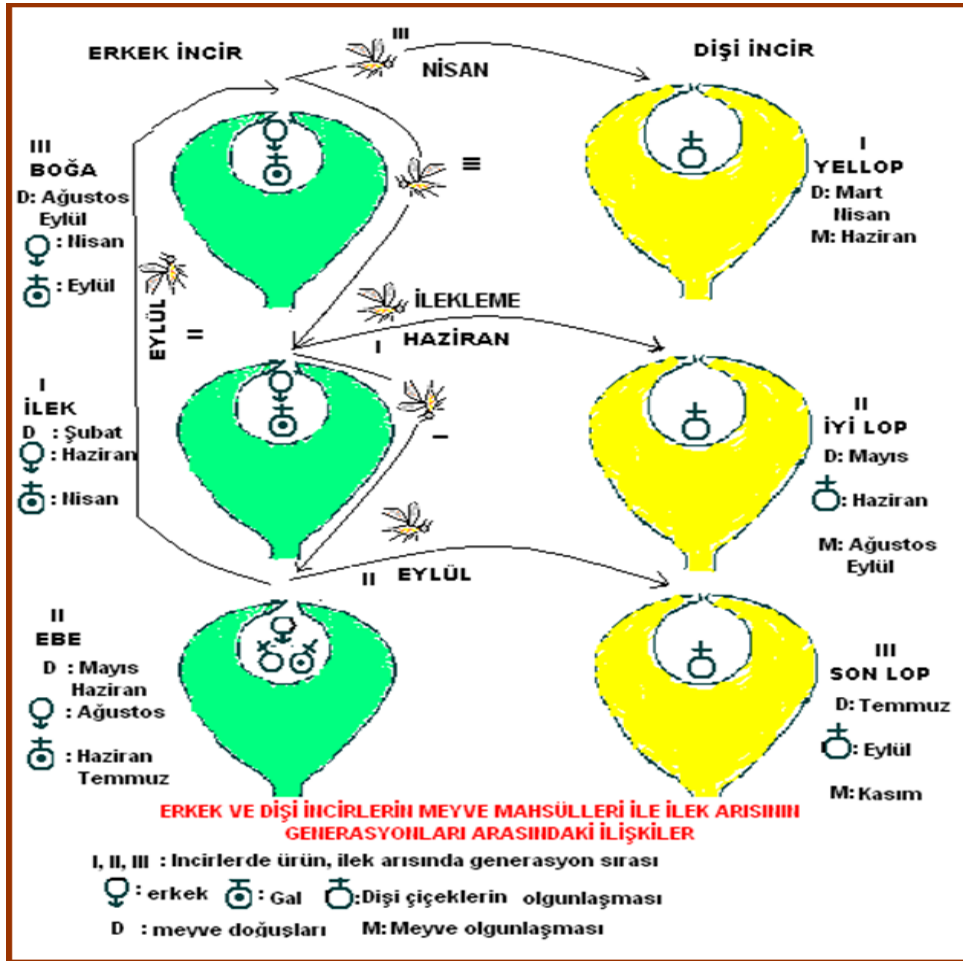 ERKEK İNCİR
III
NİSAN
DİŞİ İNCİR
III
BOĞA
D: Ağustos
Eylül
: Nisan
: Eylül
III
I
YELLOP
D: Mart
Nisan
M: Haziran
EYLÜL
II
İLEKLEME
I
HAZİRAN
I
İLEK
D : Şubat
: Haziran
: Nisan
I
II
İYİ LOP
D: Mayıs
: Haziran
M: Ağustos
Eylül
II
EYLÜL
II
EBE
D : Mayıs
Haziran
: Ağustos
: Haziran
Temmuz
III
SON LOP
D: Temmuz
: Eylül
M: Kasım
ERKEK VE DİŞİ İNCİRLERİN MEYVE MAHSÜLLERİ İLE İLEK ARISININ
GENERASYONLARI ARASINDAKİ İLİŞKİLER
I, II, III : Incirlerde ürün, ilek arısında generasyon sırası
: erkek : Gal :Dişi çiçeklerin olgunlaşması
D : meyve doğuşları M: Meyve olgunlaşması